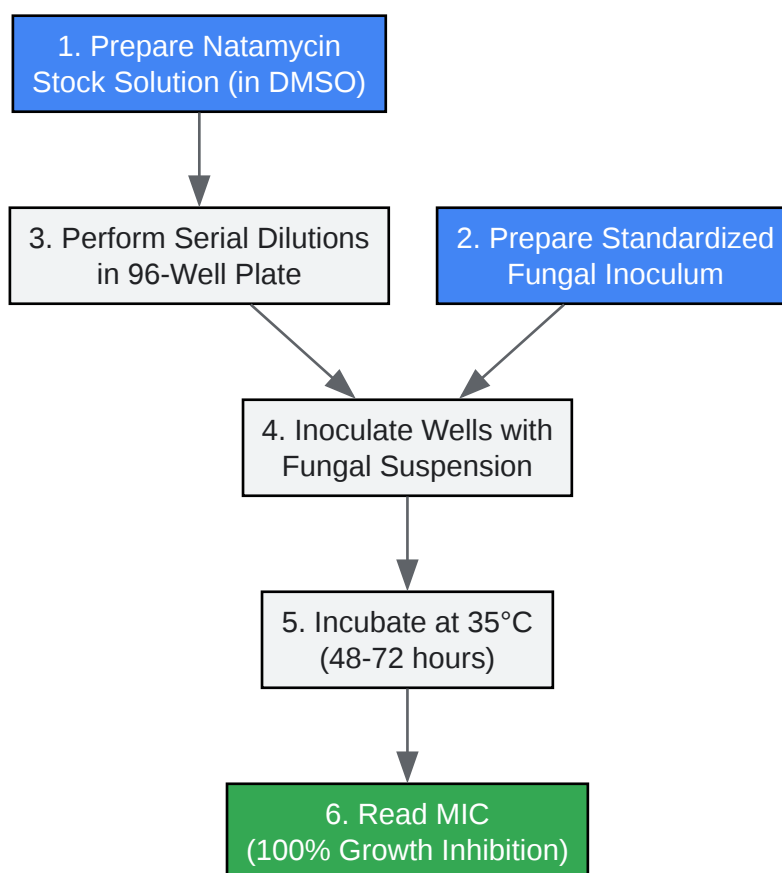 1. Prepare Natamycin
Stock Solution (in DMSO)
3. Perform Serial Dilutions
in 96-Well Plate
2. Prepare Standardized
Fungal Inoculum
4. Inoculate Wells with
Fungal Suspension
5. Incubate at 35°C
(48-72 hours)
6. Read MIC
(100% Growth Inhibition)